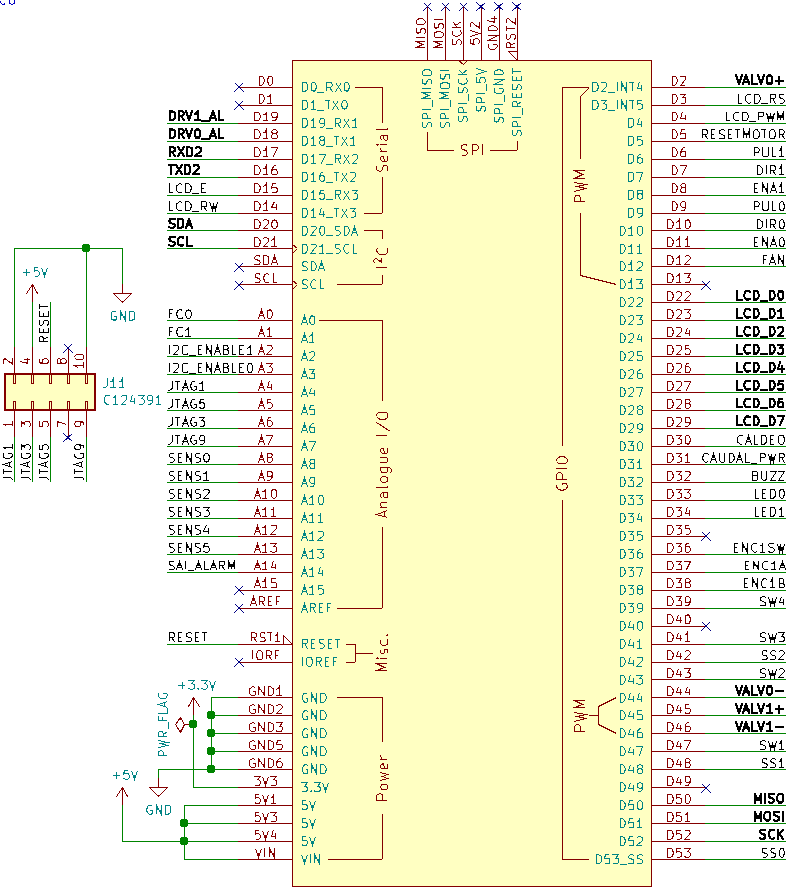 MISO MOSI SCK 5V2 GND4 RST2
SPI_MISO SPI_MOSI SPI_SCK SPI_5V SPI_GND SPI_RESET
SPI
D0 D0_RX0
D1 D1_TX0
DRV1_AL D19 D19_RX1
DRV0_AL D18 D18_TX1
RXD2 D17 D17_RX2
TXD2 D16 D16_TX2
LCD_E D15 D15_RX3
LCD_RW D14 D14_TX3
Serial
SDA D20 D20_SDA
SCL D21 D21_SCL
SDA SDA
SCL SCL
I²C
FC0 A0 A0
FC1 A1 A1
I2C_ENABLE1 A2 A2
I2C_ENABLE0 A3 A3
JTAG1 A4 A4
JTAG5 A5 A5
JTAG3 A6 A6
JTAG9 A7 A7
SENS0 A8 A8
SENS1 A9 A9
SENS2 A10 A10
SENS3 A11 A11
SENS4 A12 A12
SENS5 A13 A13
SAI_ALARM A14 A14
A15 A15
AREF AREF
Analogue I/O
RESET RST1 RESET
IORF IOREF
Misc.
GND1 GND
GND2 GND
GND3 GND
GND5 GND
GND6 GND
3V3 3.3V
5V1 5V
5V3 5V
5V4 5V
VIN VIN
Power
+3.3V
PWR_FLAG
GND
+5V
+5V
RESET
GND
2 4 6 8 10
J11
C124391
1 3 5 7 9
JTAG1 JTAG3 JTAG5 JTAG9
D2_INT4 D2 VALV0+
D3_INT5 D3 LCD_RS
D4 D4 LCD_PWM
D5 D5 RESETMOTOR
D6 D6 PUL1
D7 D7 DIR1
D8 D8 ENA1
D9 D9 PUL0
D10 D10 DIR0
D11 D11 ENA0
D12 D12 FAN
D13 D13
PWM
D22 D22 LCD_D0
D23 D23 LCD_D1
D24 D24 LCD_D2
D25 D25 LCD_D3
D26 D26 LCD_D4
D27 D27 LCD_D5
D28 D28 LCD_D6
D29 D29 LCD_D7
D30 D30 CALDEO
D31 D31 CAUDAL_PWR
D32 D32 BUZZ
D33 D33 LED0
D34 D34 LED1
D35 D35
D36 D36 ENC1SW
D37 D37 ENC1A
D38 D38 ENC1B
D39 D39 SW4
D40 D40
D41 D41 SW3
D42 D42 SS2
D43 D43 SW2
D44 D44 VALV0-
D45 D45 VALV1+
D46 D46 VALV1-
PWM
D47 D47 SW1
D48 D48 SS1
D49 D49
D50 D50 MISO
D51 D51 MOSI
D52 D52 SCK
D53_SS D53 SS0
GPIO